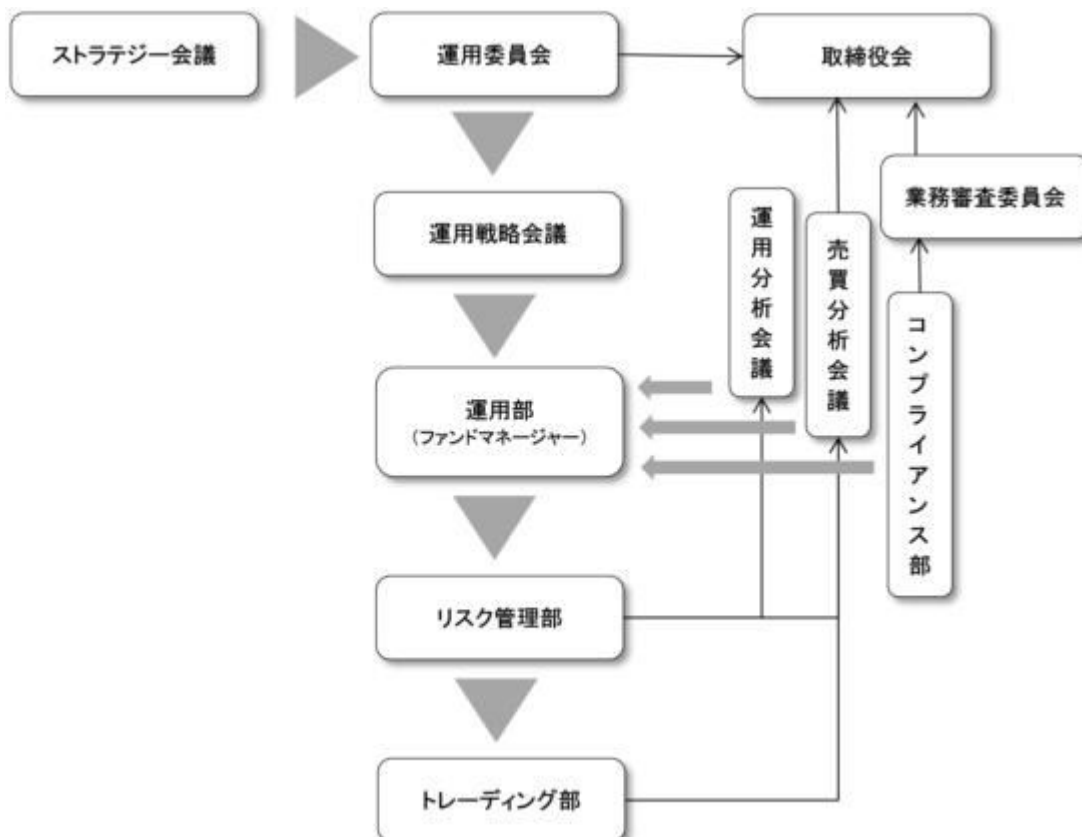 ストラテジー会議
運用委員会
取締役会
業務審査委員会
運用戦略会議
運用分析会議
売買分析会議
コンプライアンス部
運用部
(ファンドマネージャー)
リスク管理部
トレーディング部